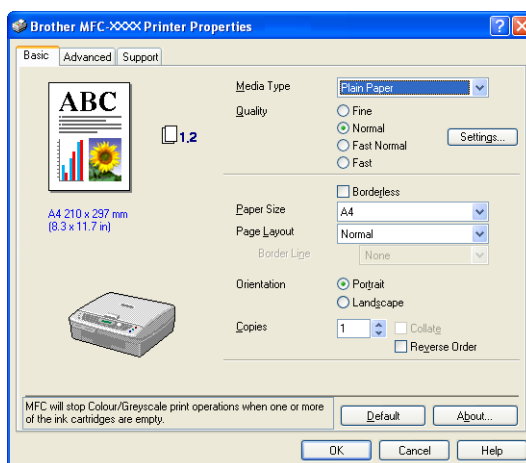 Brother MFC-XXXX Printer Properties
Basic Advanced Support
ABC
1,2
A4 210 x 297 mm
(8.3 x 11.7 in)
Media Type Plain Paper
Quality Fine
Normal
Fast Normal
Fast
Settings...
Borderless
Paper Size A4
Page Layout Normal
Border Line None
Orientation Portrait
Landscape
Copies 1 Collate
Reverse Order
MFC will stop Colour/Greyscale print operations when one or more
of the ink cartridges are empty.
Default About...
OK Cancel Help